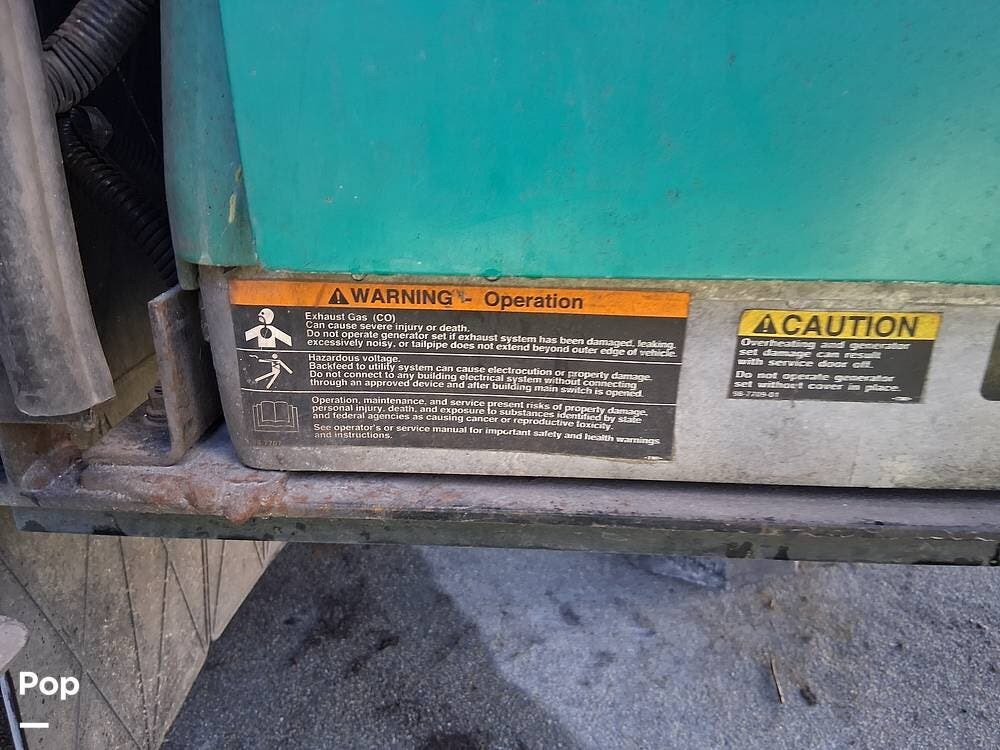 WARNING - Operation
Exhaust Gas (CO)
Can cause severe injury or death.
Do not operate generator set if exhaust system has been damaged, leaking,
excessively noisy, or tailpipe does not extend beyond outer edge of vehicle.
Hazardous voltage.
Backfeed to utility system can cause electrocution or property damage.
Do not connect to any building electrical system without connecting
through an approved device and after building main switch is opened.
Operation, maintenance, and service present risks of property damage,
personal injury, death, and exposure to substances identified by state
and federal agencies as causing cancer or reproductive toxicity.
See operator's or service manual for important safety and health warnings
and instructions.
CAUTION
Overheating and generator
set damage can result
with service door off.
Do not operate generator
set without cover in place.
98-7709-01
Pop